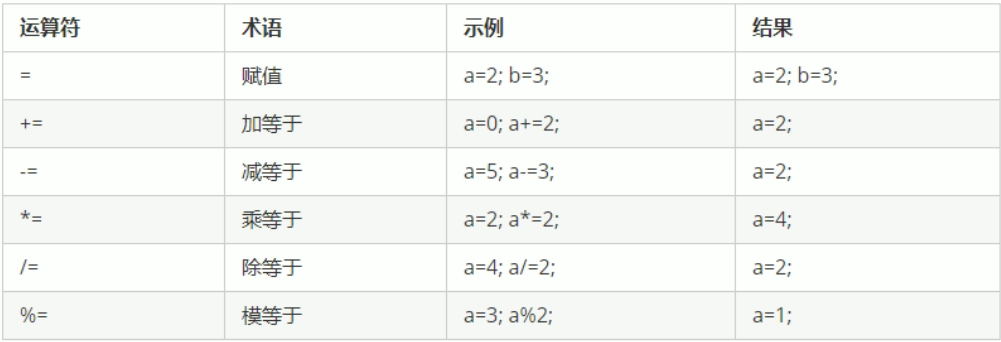 运算符 术语 示例 结果
= 赋值 a=2; b=3; a=2; b=3;
+= 加等于 a=0; a+=2; a=2;
-= 减等于 a=5; a-=3; a=2;
*= 乘等于 a=2; a*=2; a=4;
/= 除等于 a=4; a/=2; a=2;
%= 模等于 a=3; a%2; a=1;